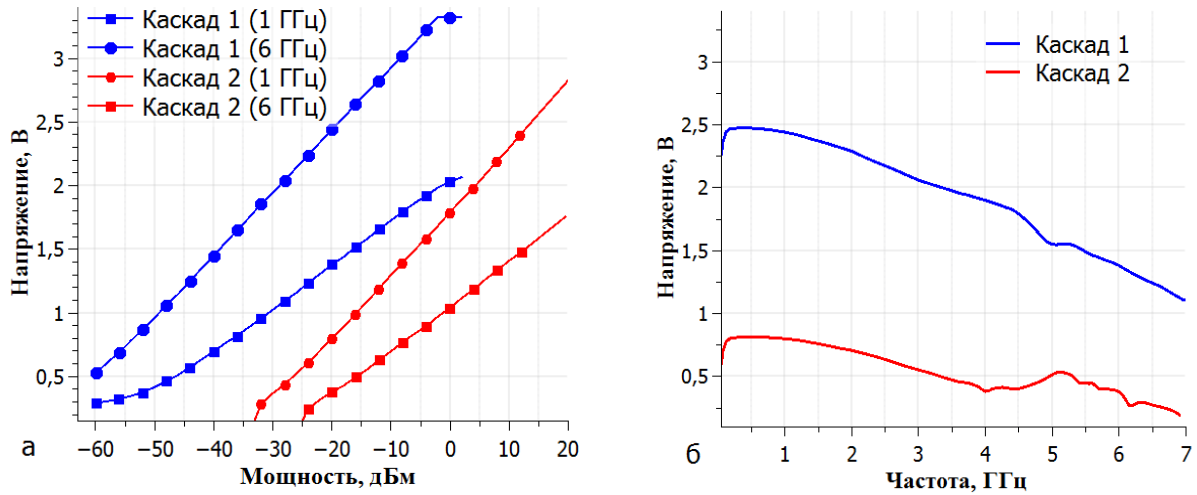 Каскад 1 (1 ГГц)
Каскад 1 (6 ГГц)
Каскад 2 (1 ГГц)
Каскад 2 (6 ГГц)
Напряжение, В
3
2,5
2
1,5
1
0,5
−60 −50 −40 −30 −20 −10 0 10 20
Мощность, дБм
а
Каскад 1
Каскад 2
Напряжение, В
3
2,5
2
1,5
1
0,5
1 2 3 4 5 6 7
Частота, ГГц
б